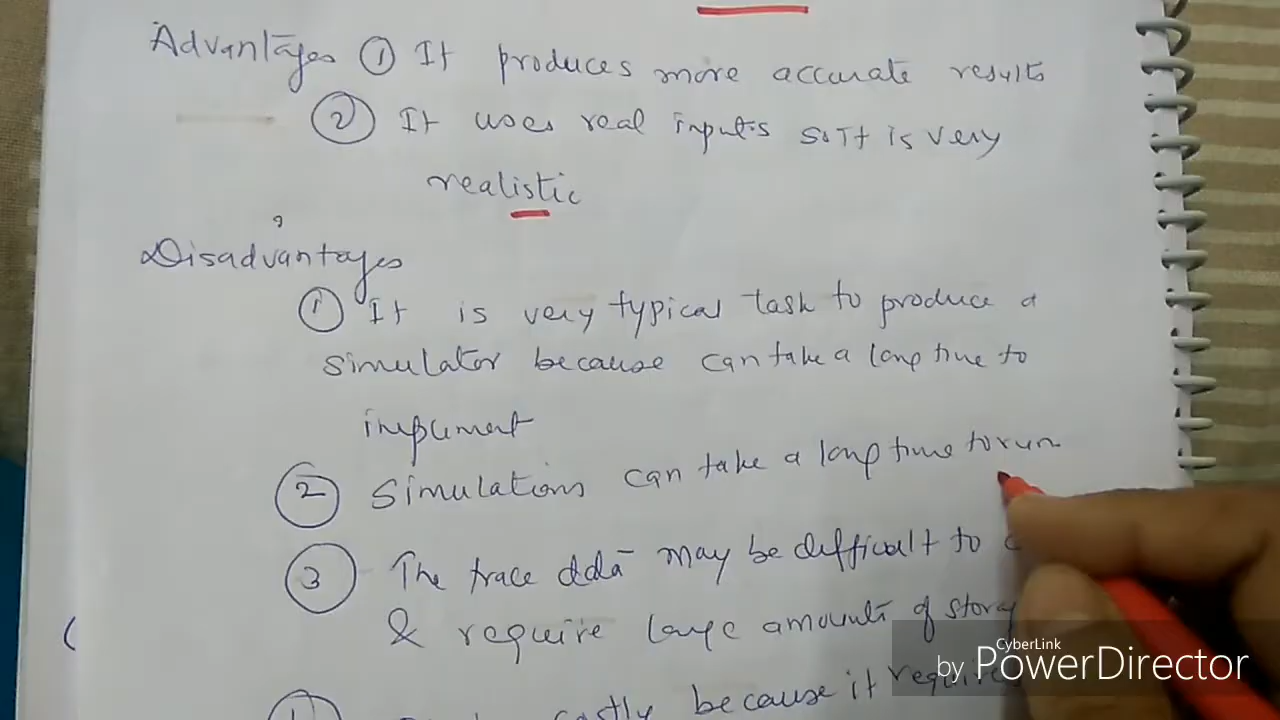 Advantages ① It produces more accurate results
② It uses real inputs so it is very
realistic
Disadvantages
① It is very typical task to produce a
simulator because can take a long time to
implement
② Simulations can take a long time to run
③ The trace data may be difficult to
& require large amounts of
costly because it
CyberLink
by PowerDirector